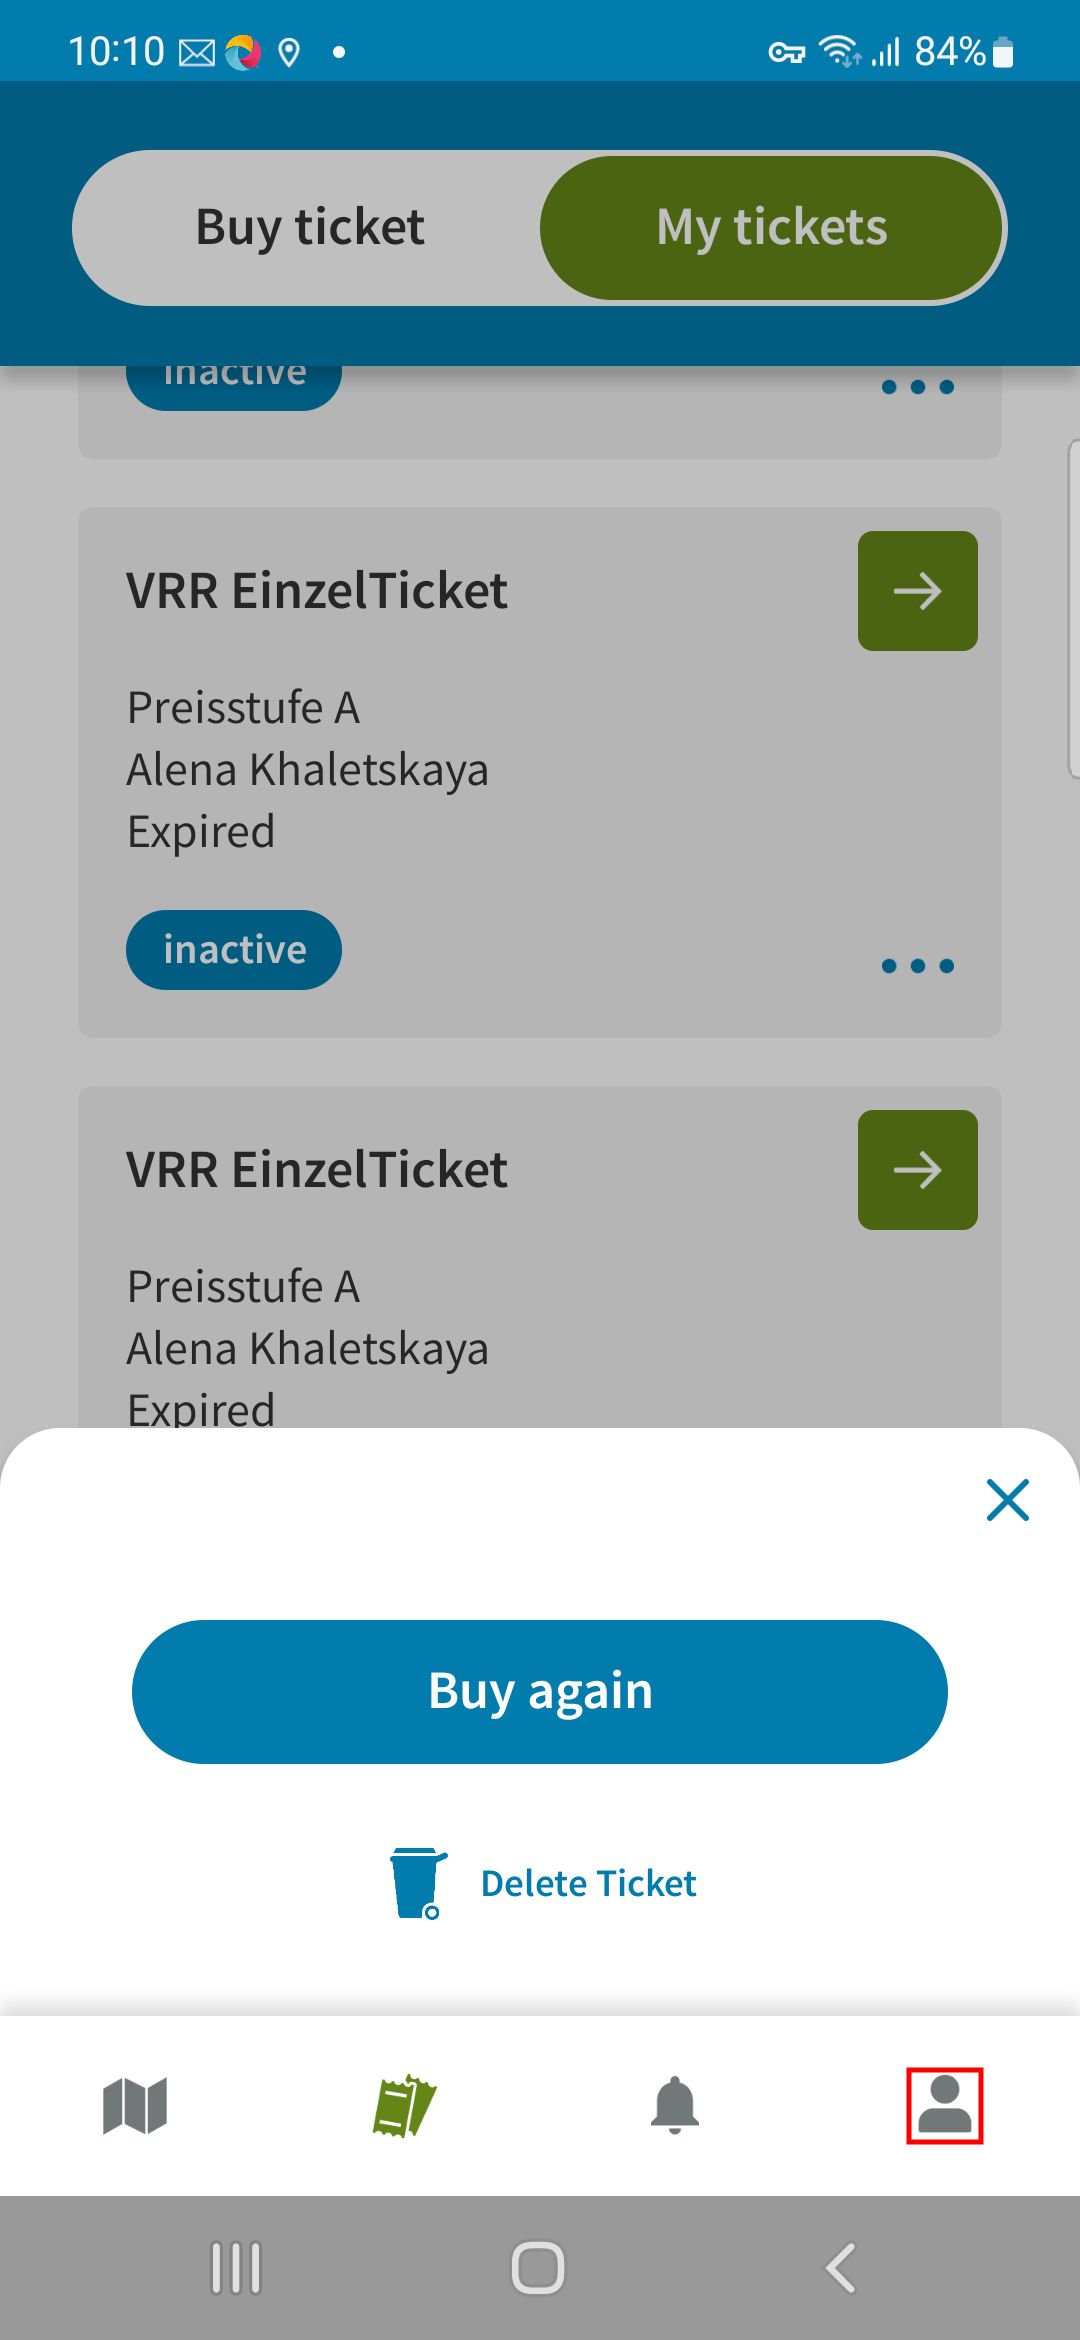 10:10 84%
Buy ticket My tickets
inactive
VRR EinzelTicket
Preisstufe A
Alena Khaletskaya
Expired
inactive
VRR EinzelTicket
Preisstufe A
Alena Khaletskaya
Expired
Buy again
Delete Ticket